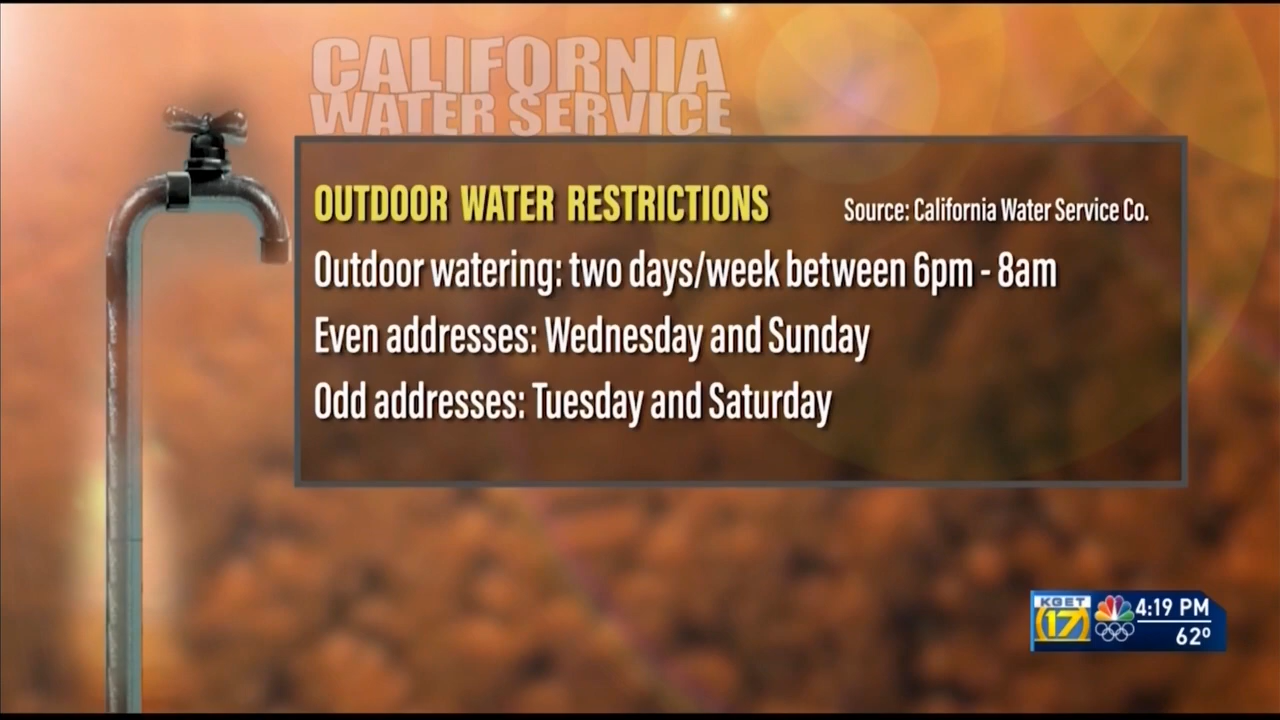 CALIFORNIA
WATER SERVICE
OUTDOOR WATER RESTRICTIONS
Source: California Water Service Co.
Outdoor watering: two days/week between 6pm - 8am
Even addresses: Wednesday and Sunday
Odd addresses: Tuesday and Saturday
KGET
17
4:19 PM
62º